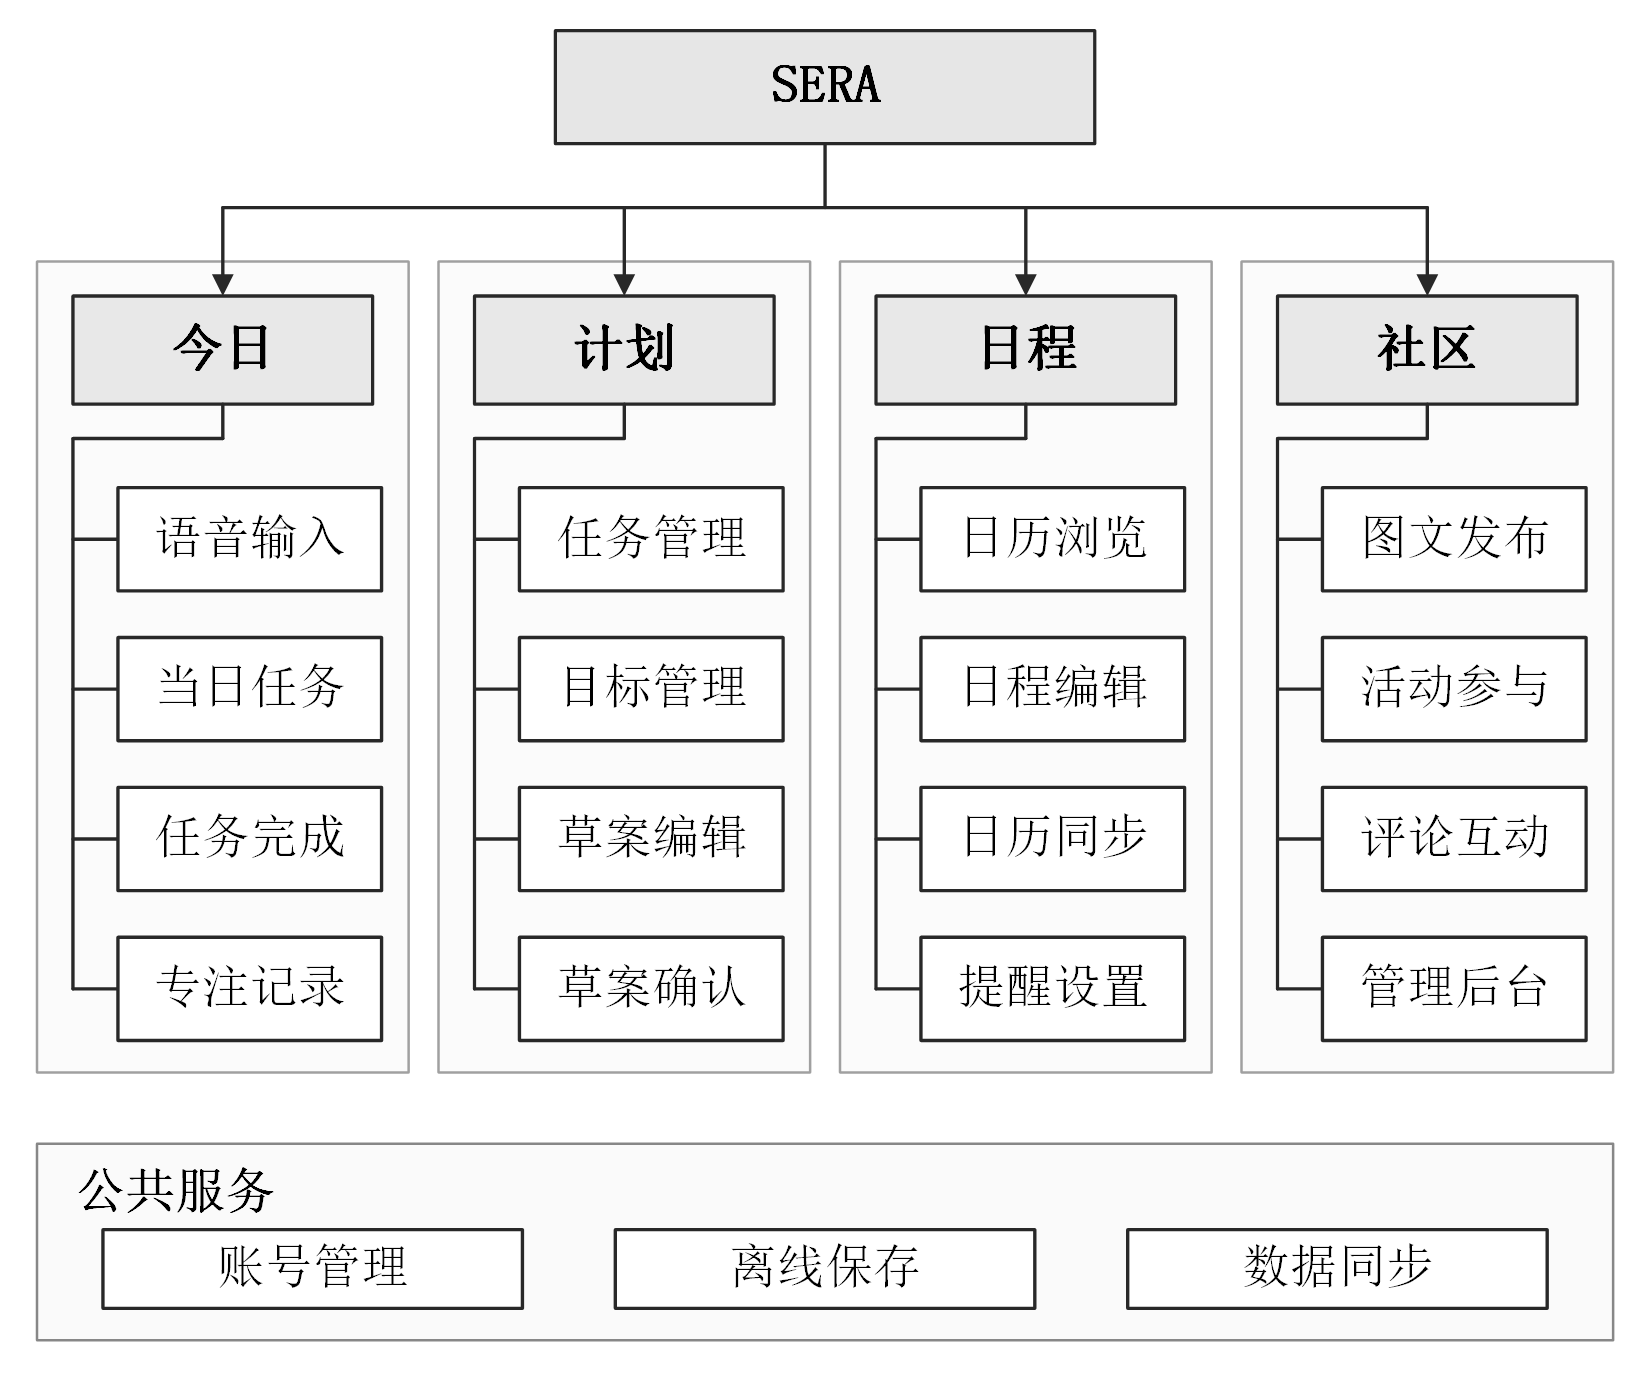 SERA
今日
计划
日程
社区
语音输入
任务管理
日历浏览
图文发布
当日任务
目标管理
日程编辑
活动参与
任务完成
草案编辑
日历同步
评论互动
专注记录
草案确认
提醒设置
管理后台
公共服务
账号管理
离线保存
数据同步